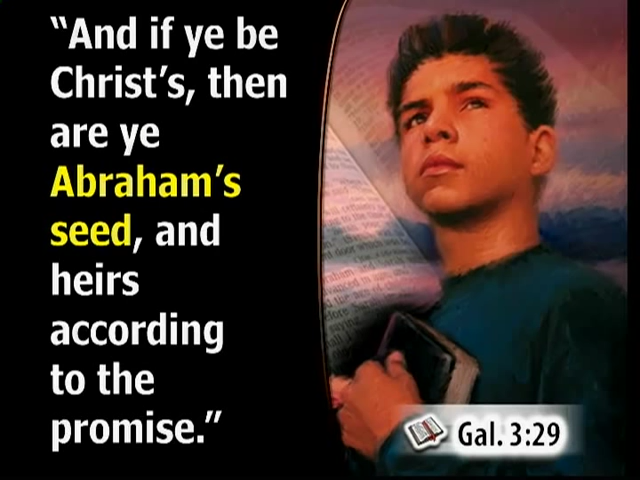 “And if ye be
Christ’s, then
are ye
Abraham’s
seed, and
heirs
according
to the
promise.”
Gal. 3:29